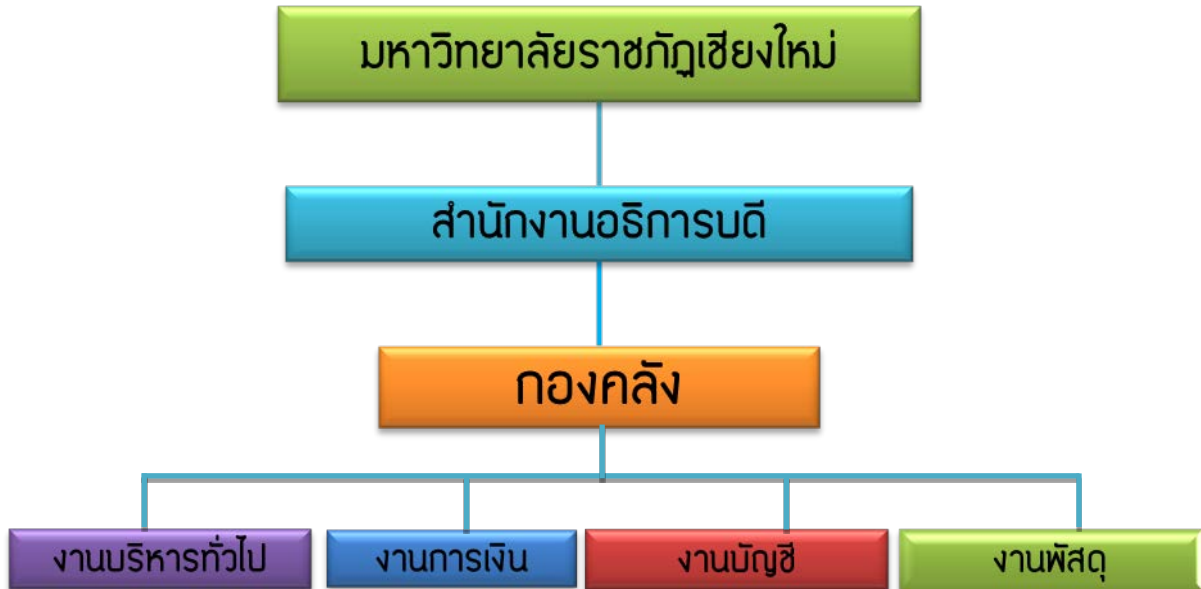 มหาวิทยาลัยราชภัฏเชียงใหม่
สำนักงานอธิการบดี
กองคลัง
งานบริหารทั่วไป
งานการเงิน
งานบัญชี
งานพัสดุ